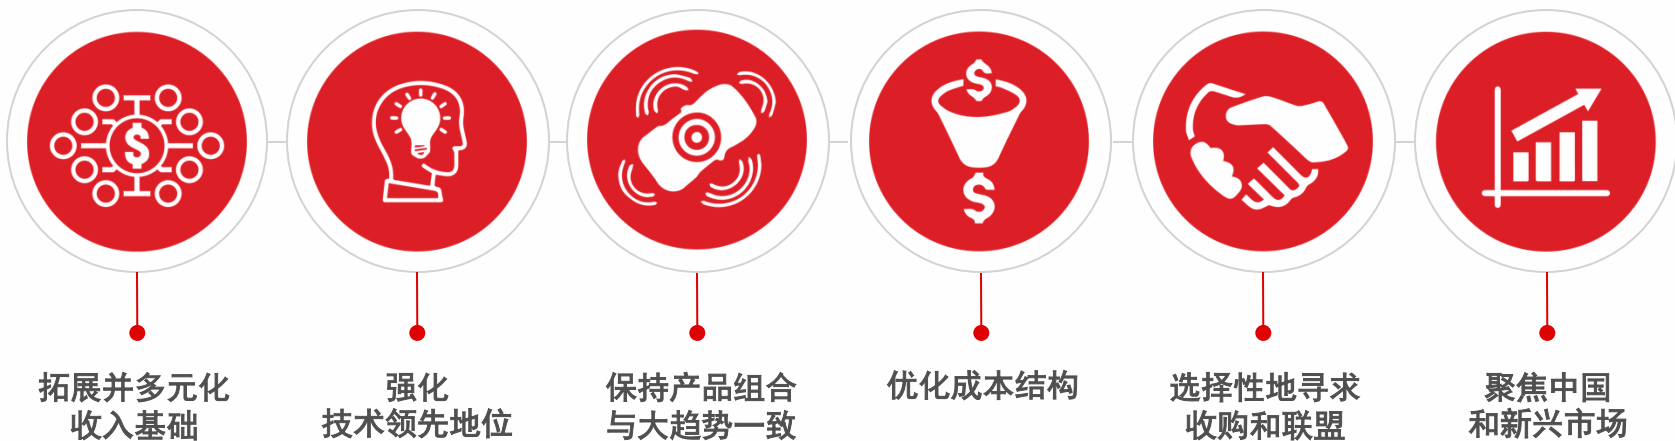 拓展并多元化
收入基础
强化
技术领先地位
保持产品组合
与大趋势一致
优化成本结构
选择性地寻求
收购和联盟
聚焦中国
和新兴市场